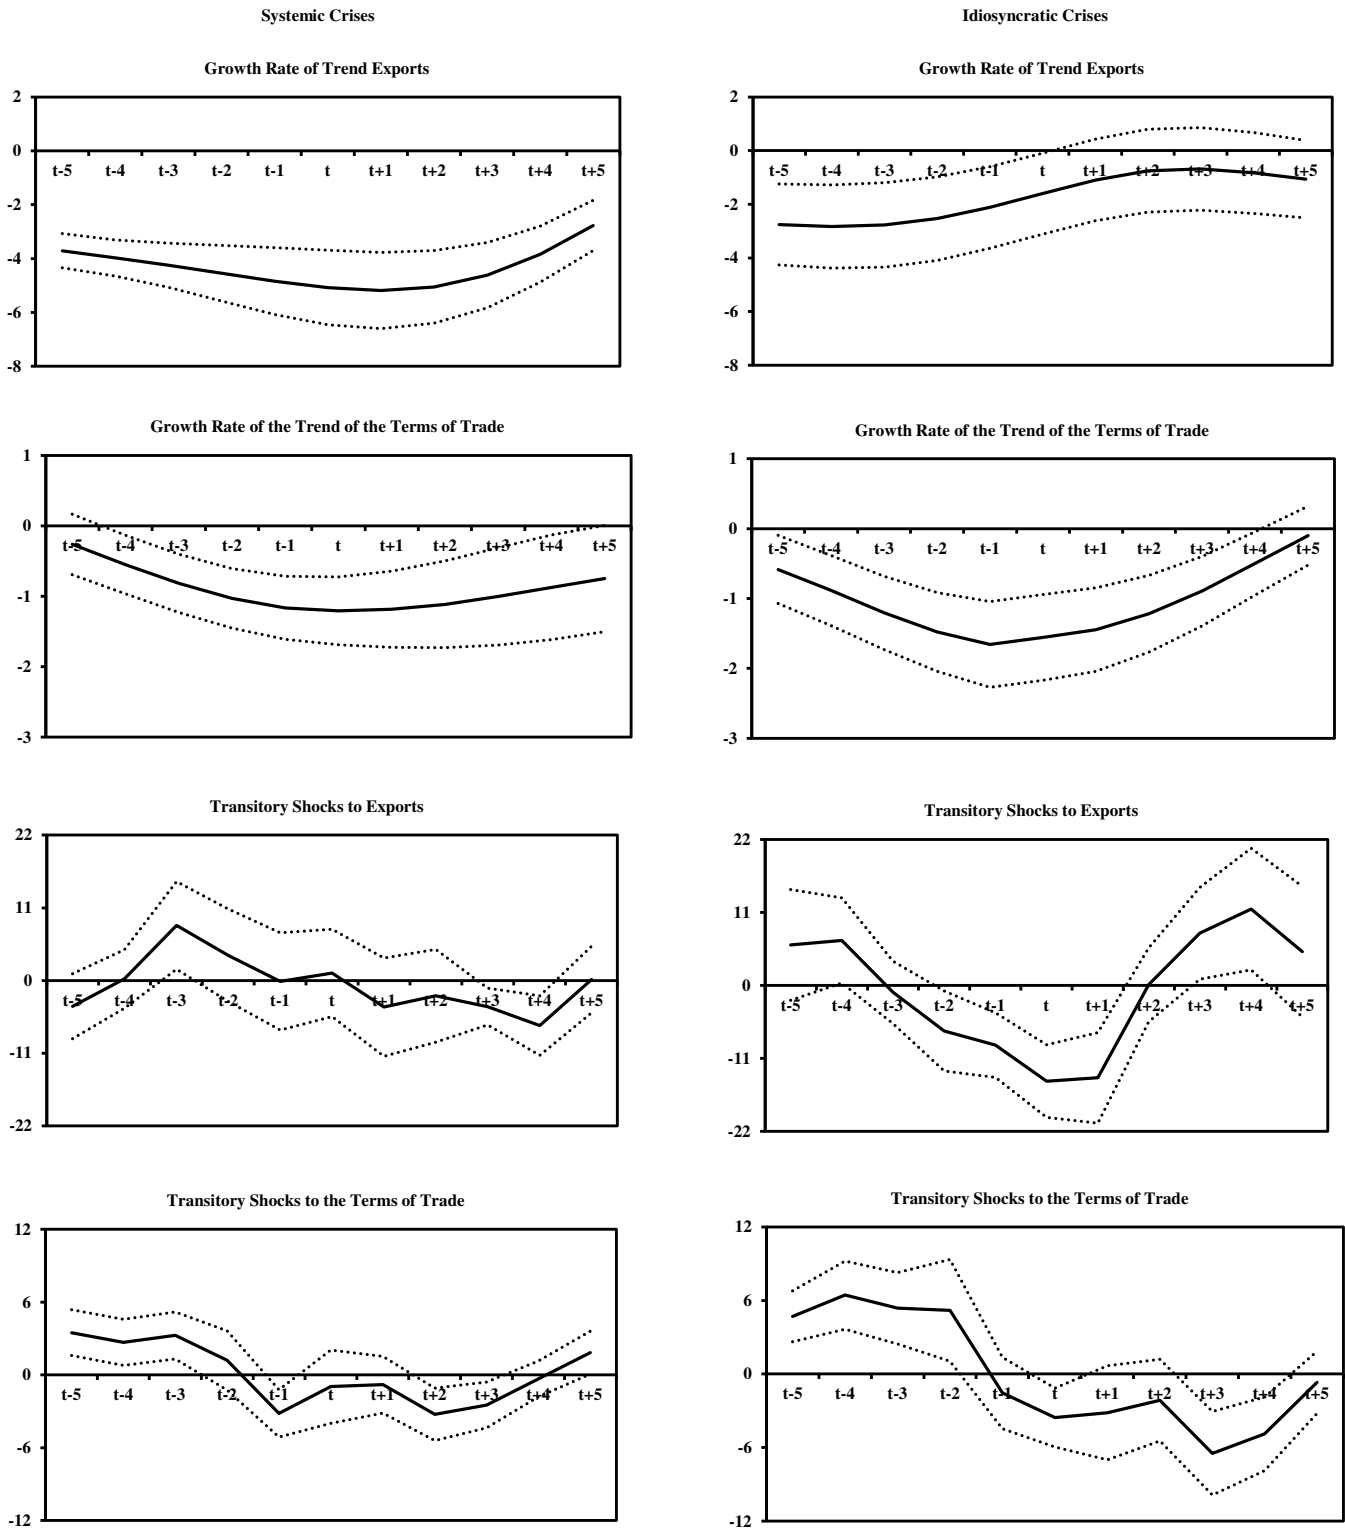 Systemic Crises
Idiosyncratic Crises
Growth Rate of Trend Exports
2
0
t-5 t-4 t-3 t-2 t-1 t t+1 t+2 t+3 t+4 t+5
-2
-4
-6
-8
Growth Rate of Trend Exports
2
0
t-5 t-4 t-3 t-2 t-1 t t+1 t+2 t+3 t+4 t+5
-2
-4
-6
-8
Growth Rate of the Trend of the Terms of Trade
1
0
t-5 t-4 t-3 t-2 t-1 t t+1 t+2 t+3 t+4 t+5
-1
-2
-3
Growth Rate of the Trend of the Terms of Trade
1
0
t-5 t-4 t-3 t-2 t-1 t t+1 t+2 t+3 t+4 t+5
-1
-2
-3
Transitory Shocks to Exports
22
11
0
t-5 t-4 t-3 t-2 t-1 t t+1 t+2 t+3 t+4 t+5
-11
-22
Transitory Shocks to Exports
22
11
0
t-5 t-4 t-3 t-2 t-1 t t+1 t+2 t+3 t+4 t+5
-11
-22
Transitory Shocks to the Terms of Trade
12
6
0
t-5 t-4 t-3 t-2 t-1 t t+1 t+2 t+3 t+4 t+5
-6
-12
Transitory Shocks to the Terms of Trade
12
6
0
t-5 t-4 t-3 t-2 t-1 t t+1 t+2 t+3 t+4 t+5
-6
-12